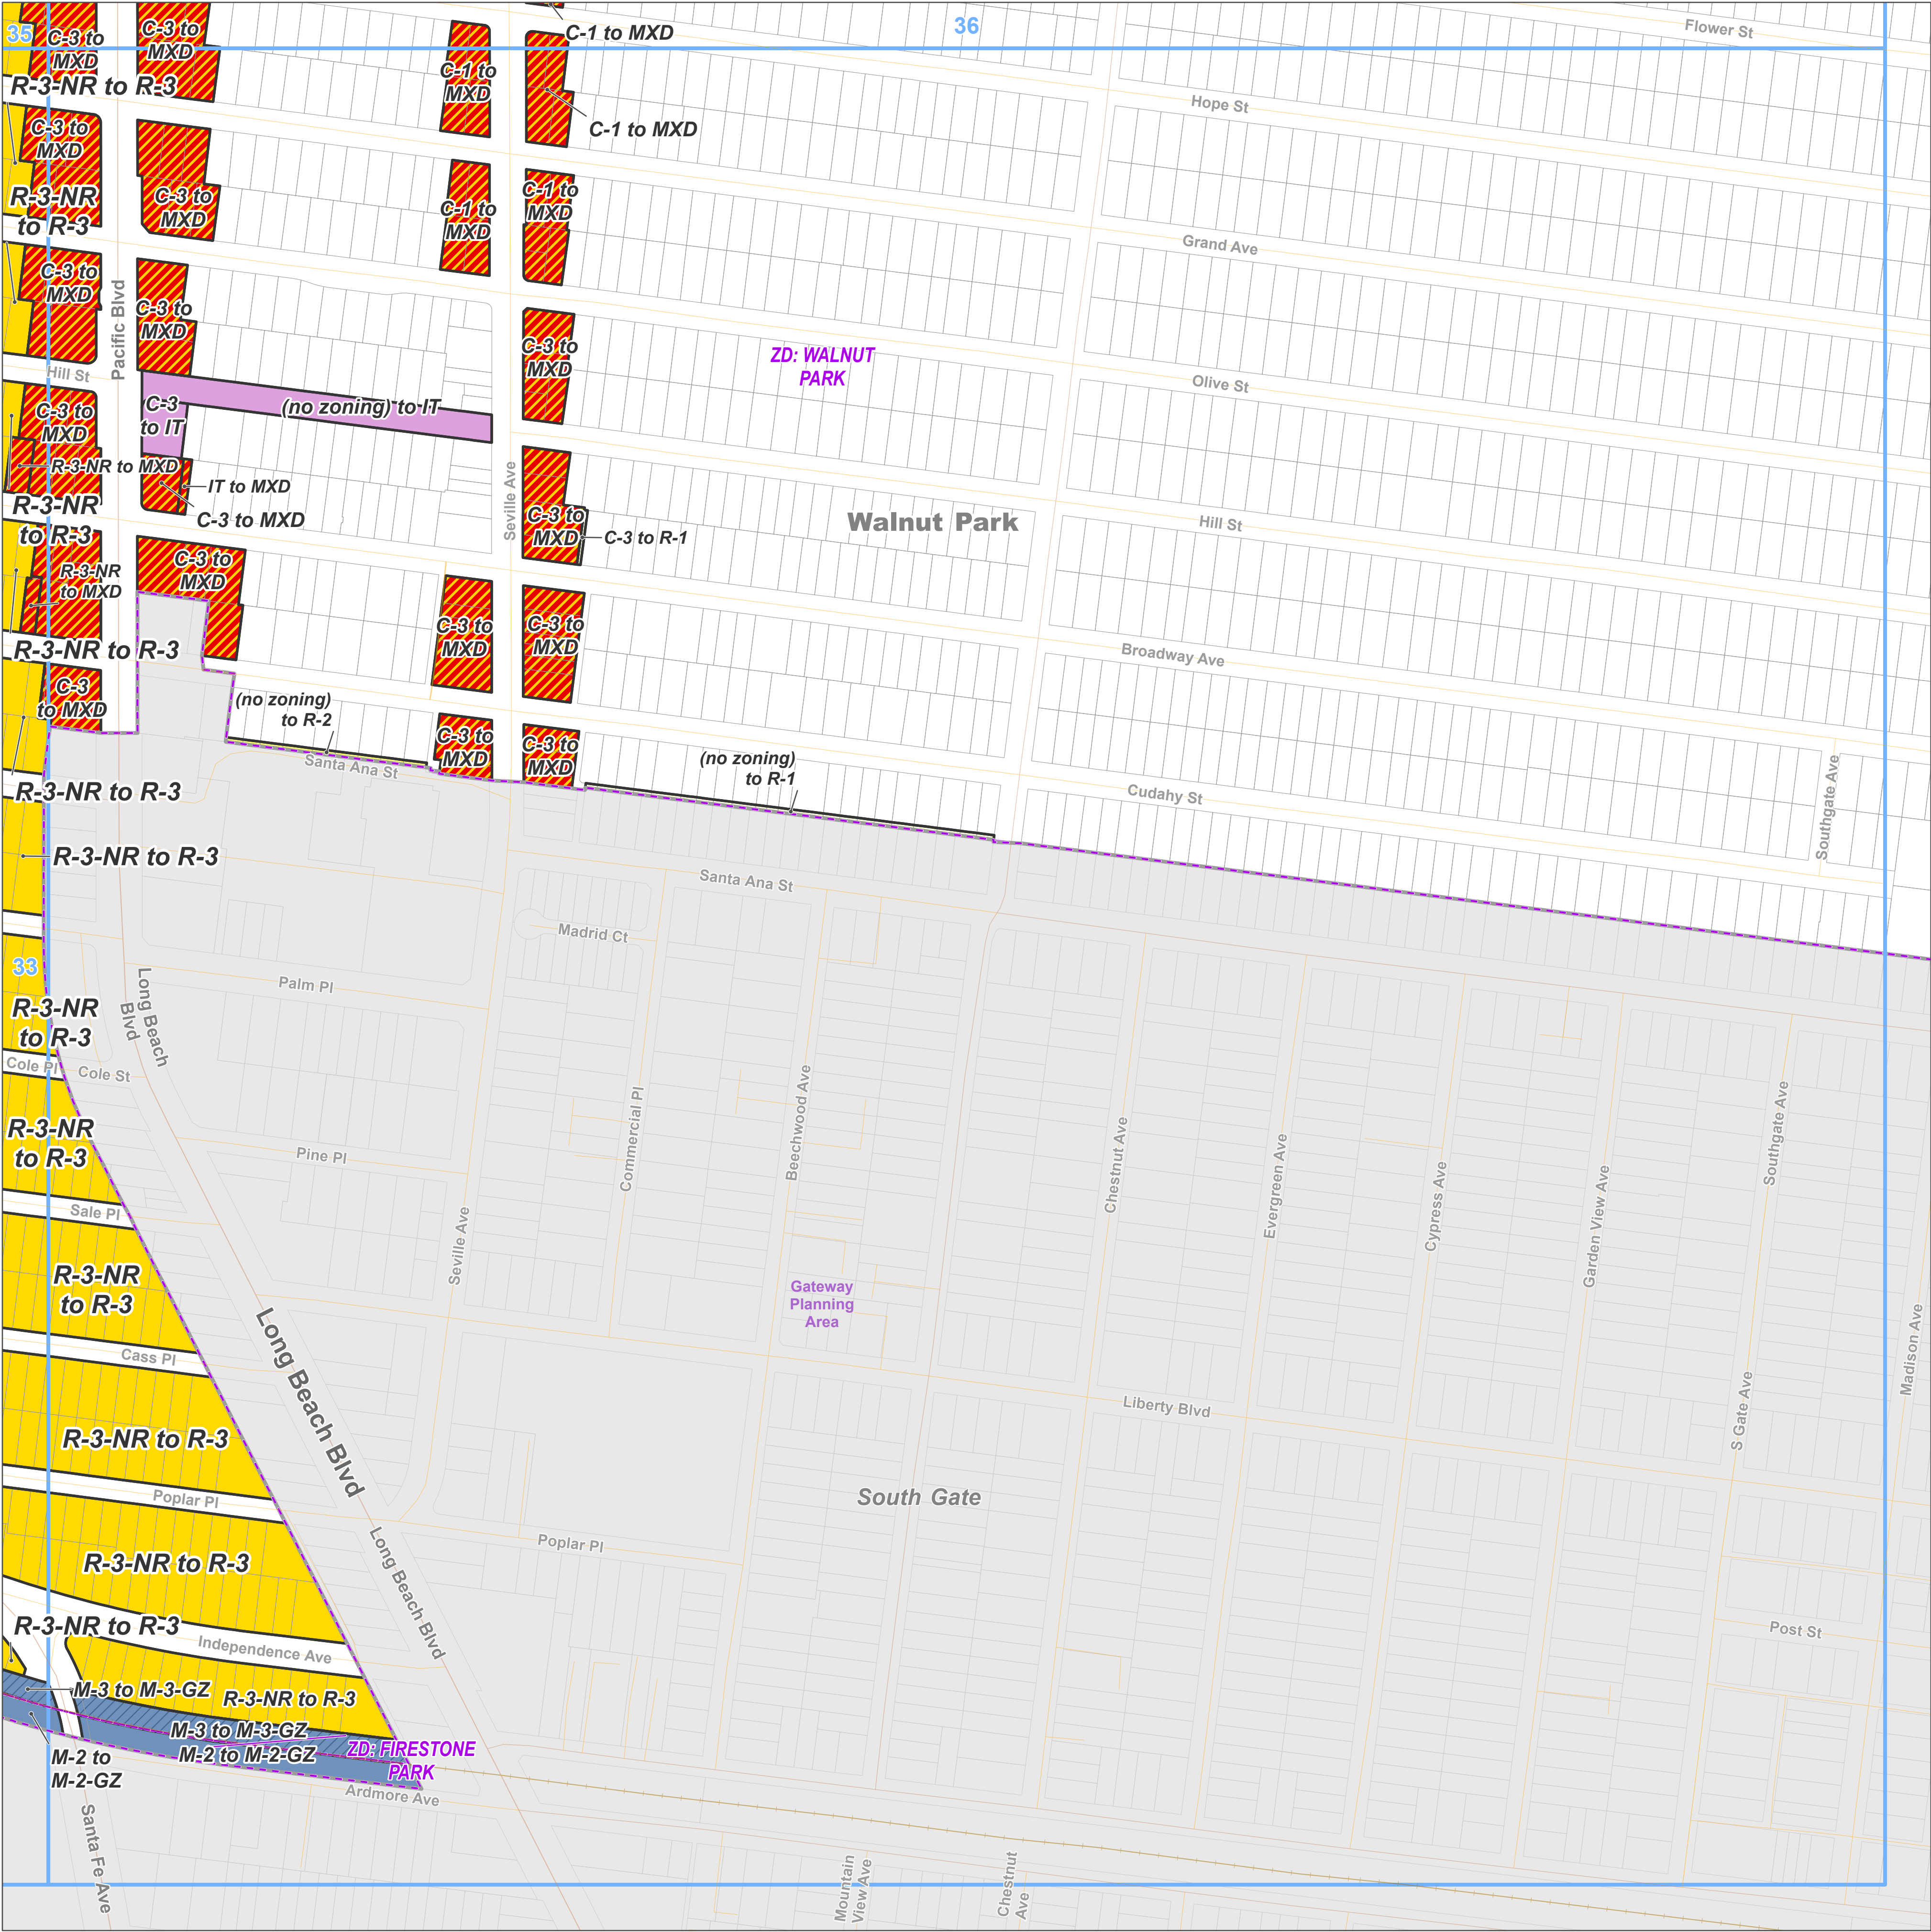 35
36
33
Flower St
C-3 to
MXD
C-3 to
MXD
C-1 to MXD
C-1 to
MXD
R-3-NR to R-3
Hope St
C-1 to MXD
C-3 to
MXD
C-3 to
MXD
C-1 to
MXD
C-1 to
MXD
R-3-NR
to R-3
Grand Ave
C-3 to
MXD
C-3 to
MXD
Pacific Blvd
C-3 to
MXD
ZD: WALNUT
PARK
Hill St
Olive St
C-3 to
MXD
C-3
to IT
(no zoning) to IT
R-3-NR to MXD
IT to MXD
C-3 to MXD
Seville Ave
R-3-NR
to R-3
C-3 to
MXD
C-3 to R-1
Walnut Park
Hill St
C-3 to
MXD
R-3-NR
to MXD
C-3 to
MXD
C-3 to
MXD
R-3-NR to R-3
Broadway Ave
C-3
to MXD
(no zoning)
to R-2
C-3 to
MXD
C-3 to
MXD
(no zoning)
to R-1
Santa Ana St
R-3-NR to R-3
Cudahy St
Southgate Ave
R-3-NR to R-3
Santa Ana St
Madrid Ct
Palm Pl
Long Beach
Blvd
R-3-NR
to R-3
Cole Pl
Cole St
R-3-NR
to R-3
Pine Pl
Commercial Pl
Beechwood Ave
Chestnut Ave
Evergreen Ave
Cypress Ave
Garden View Ave
Southgate Ave
Sale Pl
Seville Ave
R-3-NR
to R-3
Gateway
Planning
Area
Madison Ave
Cass Pl
Long Beach Blvd
Liberty Blvd
S Gate Ave
R-3-NR to R-3
Poplar Pl
South Gate
R-3-NR to R-3
Long Beach Blvd
Poplar Pl
R-3-NR to R-3
Independence Ave
Post St
M-3 to M-3-GZ
R-3-NR to R-3
M-3 to M-3-GZ
M-2 to M-2-GZ
ZD: FIRESTONE
PARK
M-2 to
M-2-GZ
Ardmore Ave
Santa Fe Ave
Mountain
View Ave
Chestnut
Ave